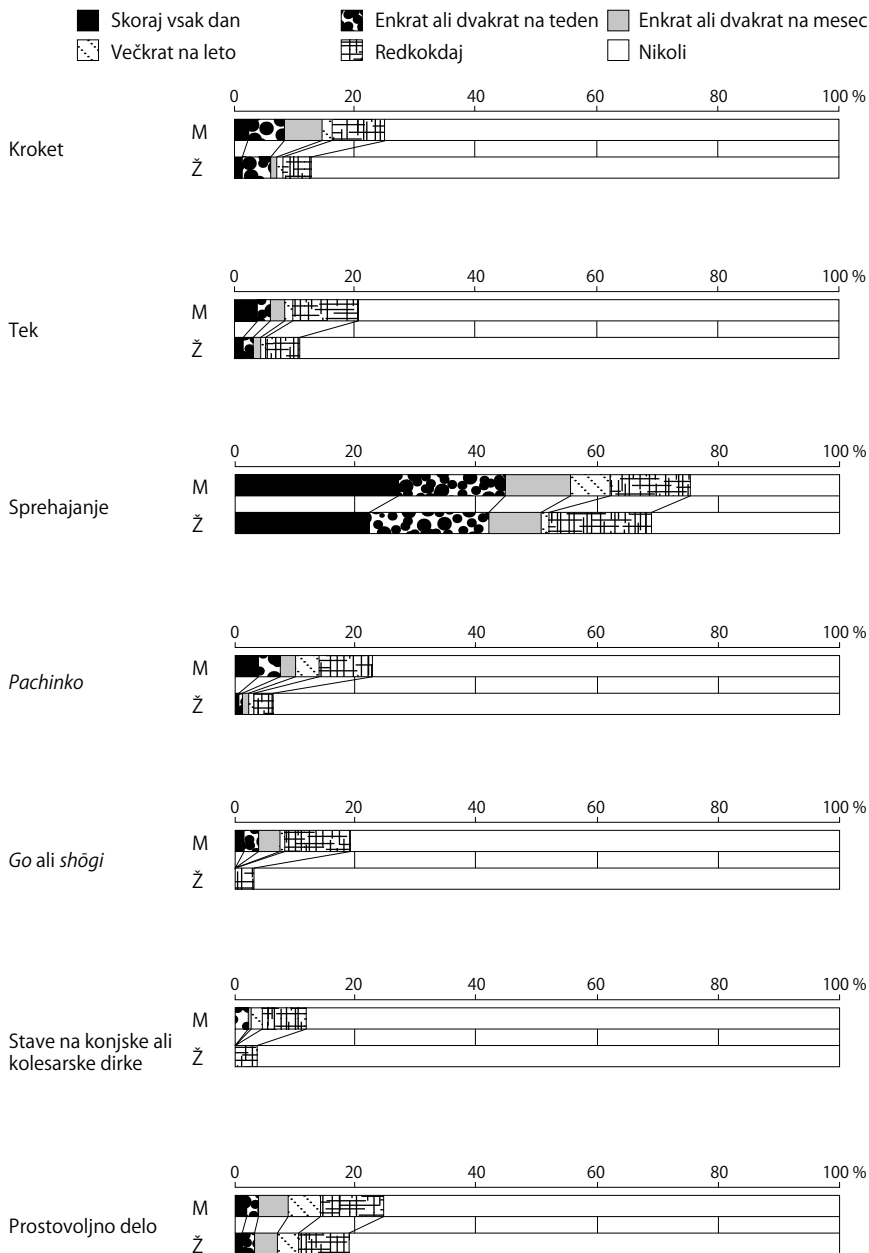 Skoraj vsak dan Enkrat ali dvakrat na teden Enkrat ali dvakrat na mesec
Večkrat na leto Redkokdaj Nikoli
0 20 40 60 80 100 %
M
Kroket
Ž
0 20 40 60 80 100 %
M
Tek
Ž
0 20 40 60 80 100 %
M
Sprehajanje
Ž
0 20 40 60 80 100 %
M
Pachinko
Ž
0 20 40 60 80 100 %
M
Go ali shōgi
Ž
0 20 40 60 80 100 %
M
Stave na konjske ali
kolesarske dirke
Ž
0 20 40 60 80 100 %
M
Prostovoljno delo
Ž